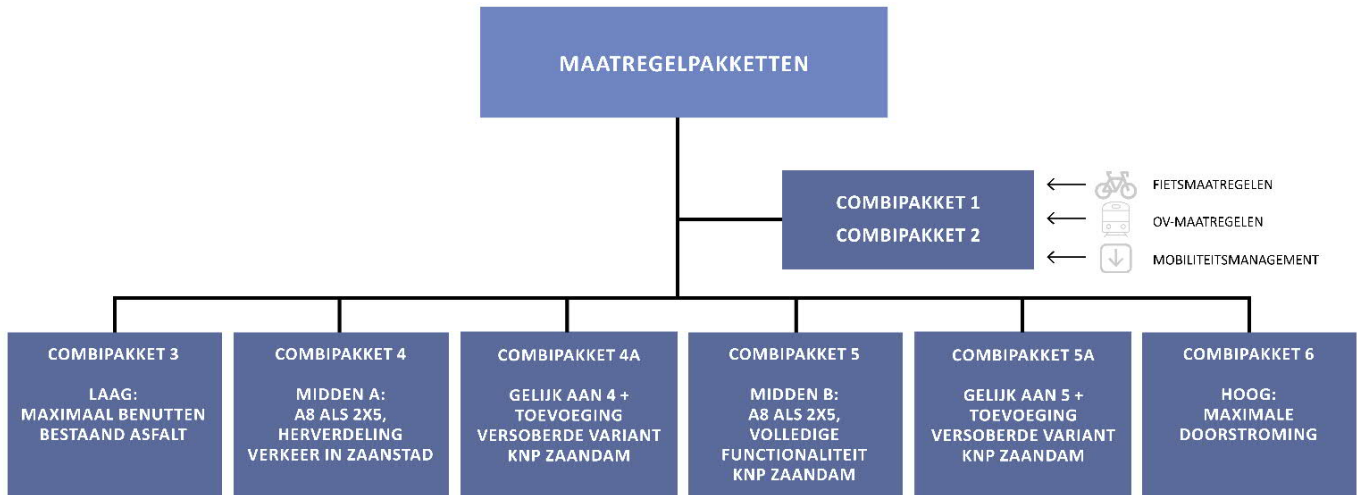 MAATREGELPAKKETTEN
COMBIPAKKET 1
COMBIPAKKET 2
FIETSMAATREGELEN
OV-MAATREGELEN
MOBILITEITSMANAGEMENT
COMBIPAKKET 3
LAAG:
MAXIMAAL BENUTTEN
BESTAAND ASFALT
COMBIPAKKET 4
MIDDEN A:
A8 ALS 2X5,
HERVERDELING
VERKEER IN ZAANSTAD
COMBIPAKKET 4A
GELIJK AAN 4 +
TOEVOEGING
VERSOBERDE VARIANT
KNP ZAANDAM
COMBIPAKKET 5
MIDDEN B:
A8 ALS 2X5,
VOLLEDIGE
FUNCTIONALITEIT
KNP ZAANDAM
COMBIPAKKET 5A
GELIJK AAN 5 +
TOEVOEGING
VERSOBERDE VARIANT
KNP ZAANDAM
COMBIPAKKET 6
HOOG:
MAXIMALE
DOORSTROMING